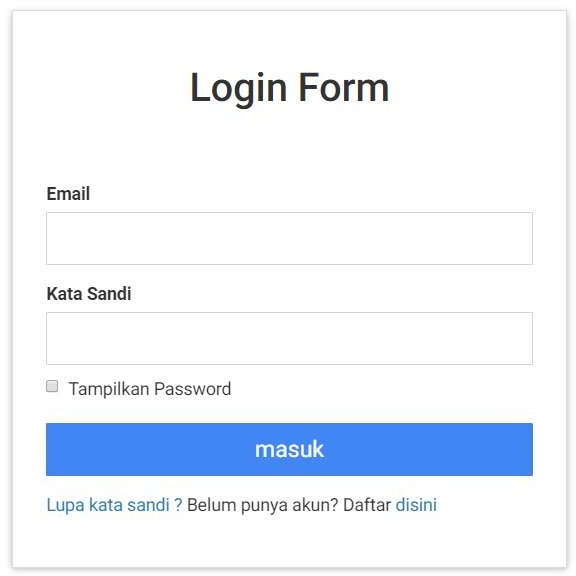 Login Form
Email
Kata Sandi
Tampilkan Password
masuk
Lupa kata sandi ? Belum punya akun? Daftar disini